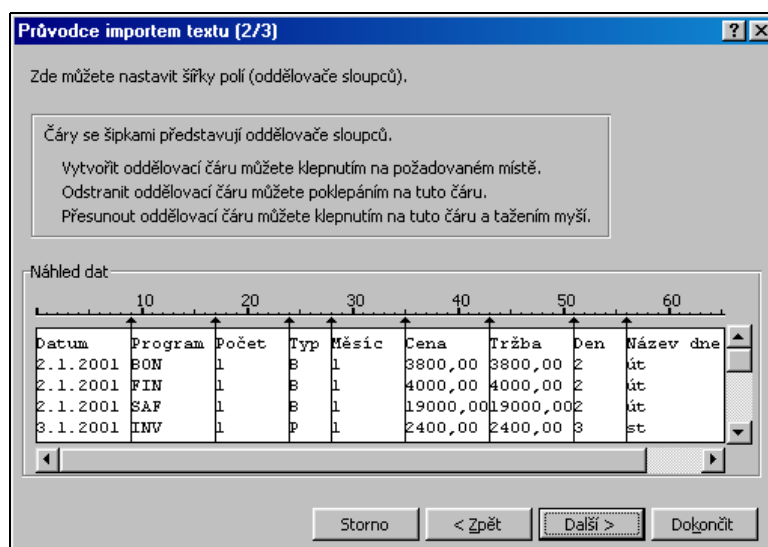 Průvodce importem textu (2/3)
Zde můžete nastavit šířky polí (oddělovače sloupců).
Čáry se šipkami představují oddělovače sloupců.
Vytvořit oddělovací čáru můžete klepnutím na požadovaném místě.
Odstranit oddělovací čáru můžete poklepáním na tuto čáru.
Přesunout oddělovací čáru můžete klepnutím na tuto čáru a tažením myší.
Náhled dat
10 20 30 40 50 60
Datum Program Počet Typ Měsíc Cena Tržba Den Název dne
2.1.2001 BON 1 B 1 3800,00 3800,00 2 út
2.1.2001 FIN 1 B 1 4000,00 4000,00 2 út
2.1.2001 SAF 1 B 1 19000,00 19000,00 2 út
3.1.2001 INV 1 P 1 2400,00 2400,00 3 st
Storno < Zpět Další > Dokončit